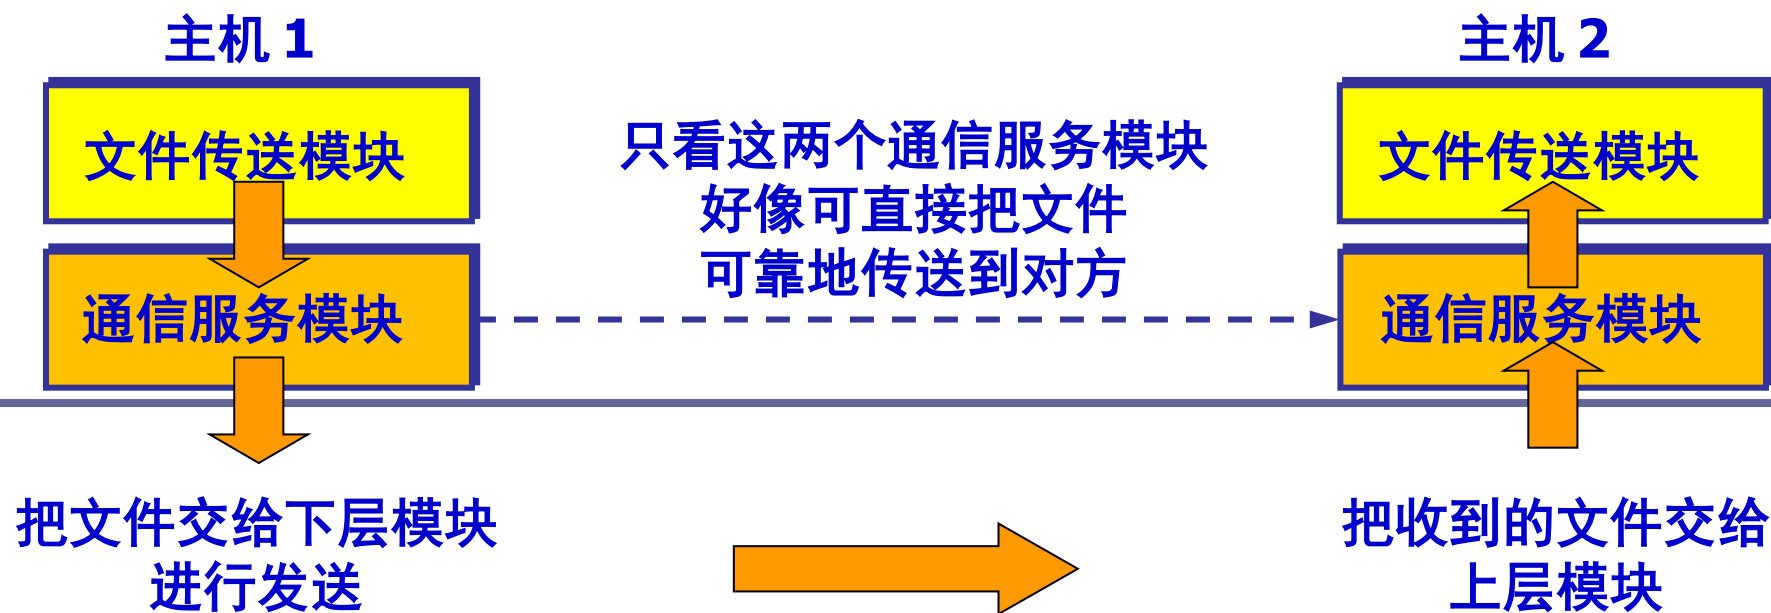 主机 1
主机 2
文件传送模块
只看这两个通信服务模块
好像可直接把文件
可靠地传送到对方
文件传送模块
通信服务模块
通信服务模块
把文件交给下层模块
进行发送
把收到的文件交给
上层模块